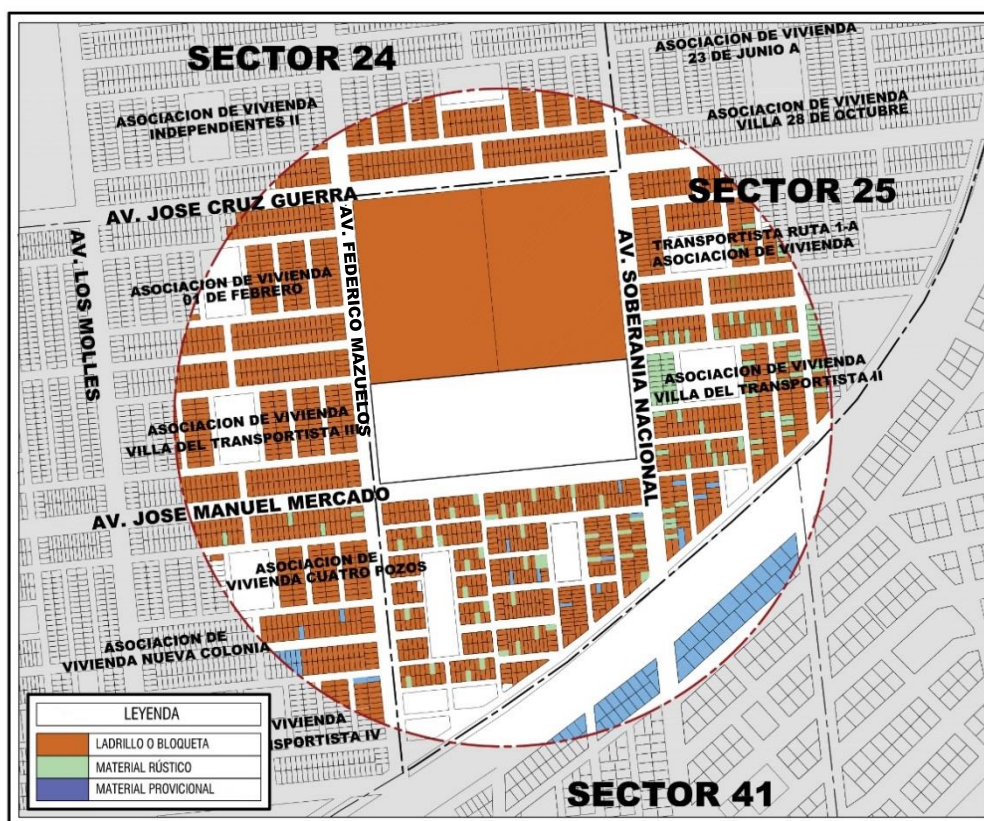 SECTOR 24
ASOCIACION DE VIVIENDA
23 DE JUNIO A
ASOCIACION DE VIVIENDA
INDEPENDIENTES II
ASOCIACION DE VIVIENDA
VILLA 28 DE OCTUBRE
AV. JOSE CRUZ GUERRA
SECTOR 25
AV. LOS MOLLES
AV. FEDERICO MAZUELOS
AV. SOBERANIA NACIONAL
TRANSPORTISTA RUTA 1-A
ASOCIACION DE VIVIENDA
ASOCIACION DE VIVIENDA
01 DE FEBRERO
ASOCIACION DE VIVIENDA
VILLA DEL TRANSPORTISTA II
ASOCIACION DE VIVIENDA
VILLA DEL TRANSPORTISTA III
AV. JOSE MANUEL MERCADO
ASOCIACION DE
VIVIENDA CUATRO POZOS
ASOCIACION DE
VIVIENDA NUEVA COLONIA
VIVIENDA
SPORTISTA IV
LEYENDA
LADRILLO O BLOQUETA
MATERIAL RÚSTICO
MATERIAL PROVICIONAL
SECTOR 41